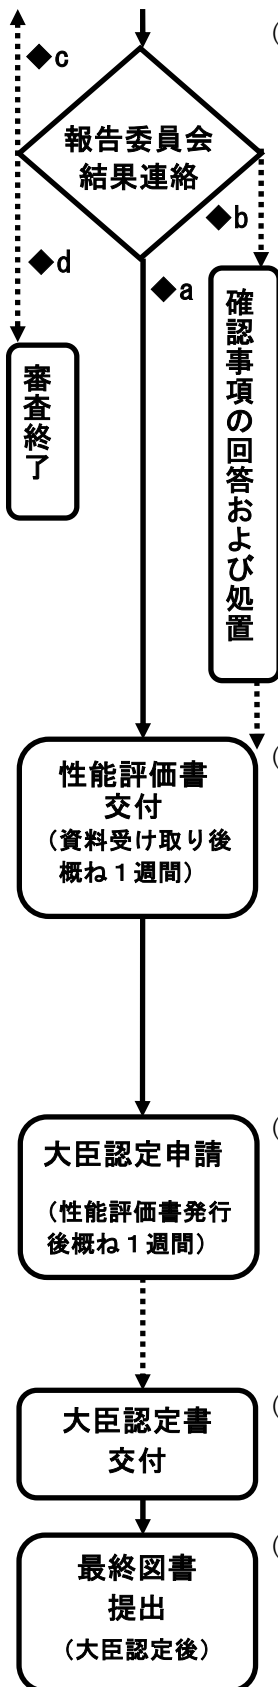 ◆c
報告委員会
結果連絡
◆b
◆d
◆a
確認事項の回答および処置
審査終了
性能評価書
交付
（資料受け取り後
概ね１週間）
大臣認定申請
（性能評価書発行
後概ね１週間）
大臣認定書
交付
最終図書
提出
（大臣認定後）
（
（
（
（
（